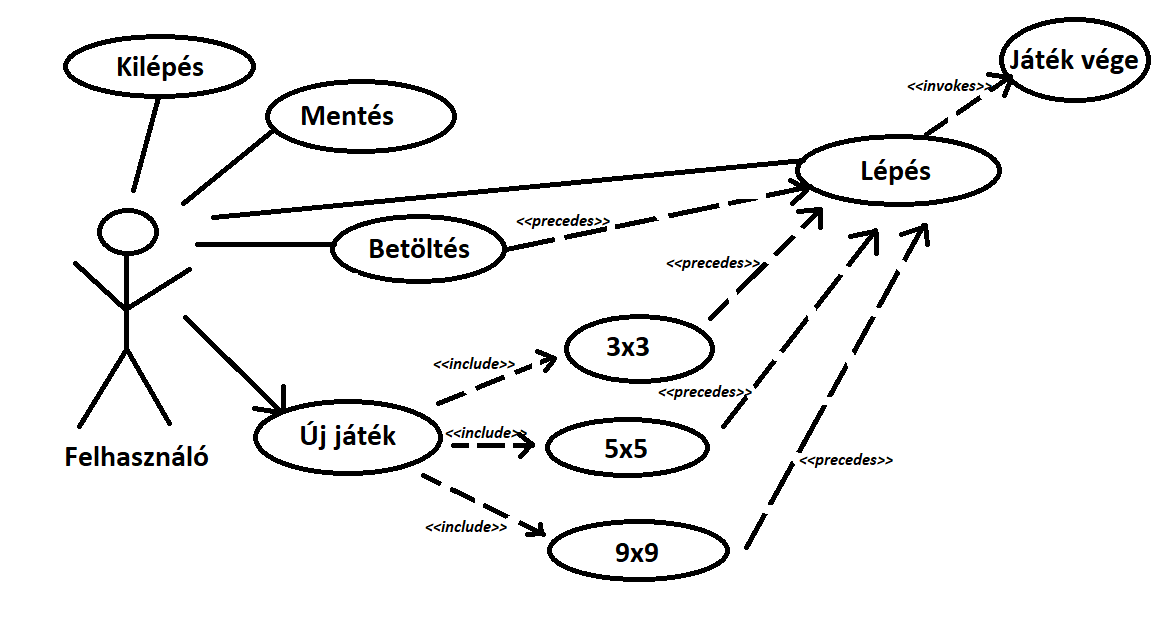 Játék vége
Kilépés
<<invokes>>
Mentés
Lépés
<<precedes>>
Betöltés
<<precedes>>
3x3
<<include>>
<<precedes>>
Új játék
<<include>>
5x5
Felhasználó
<<precedes>>
<<include>>
9x9